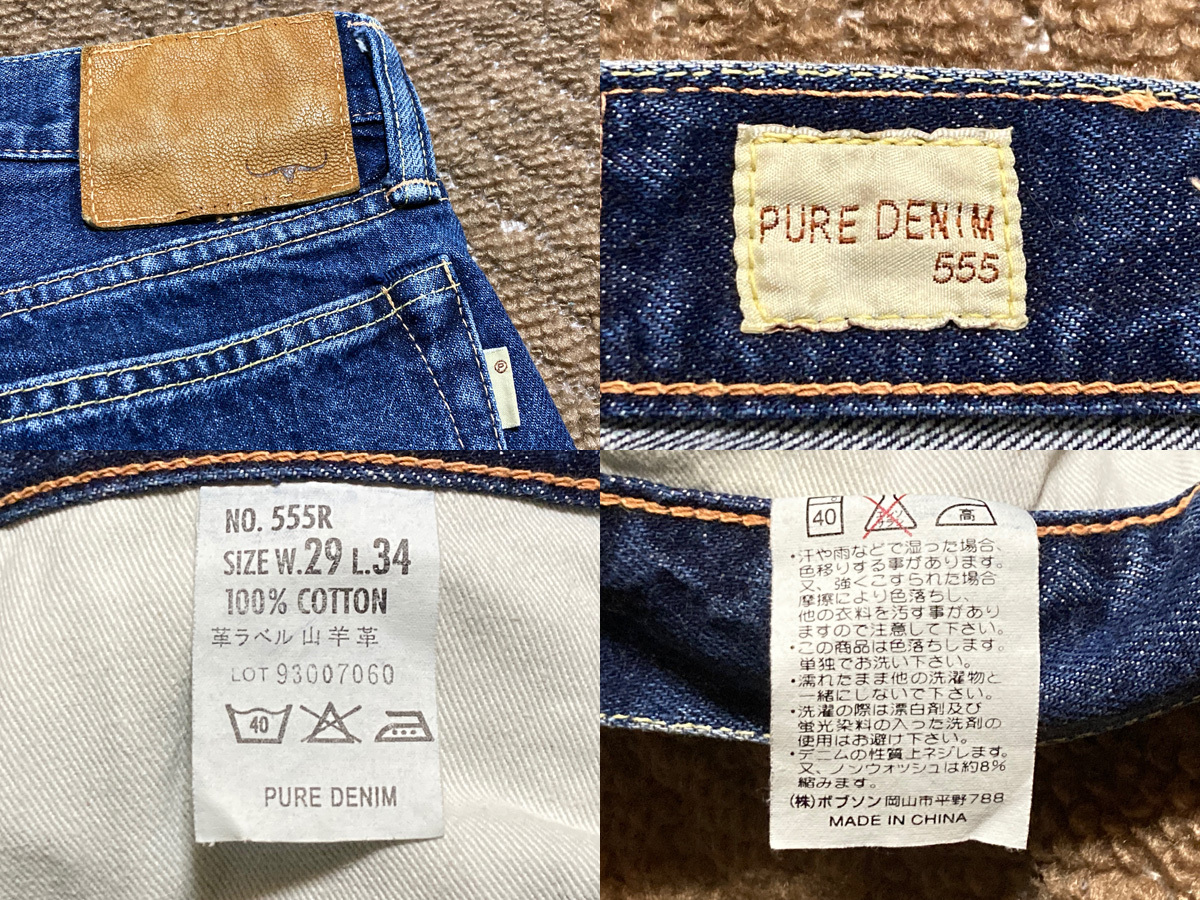 Ⓟ
PURE DENIM
555
NO. 555R
SIZE W.29 L.34
100% COTTON
革ラベル 山羊革
LOT 93007060
40
PURE DENIM
40 エンソサラシ 高
・汗や雨などで湿った場合、
色移りする事があります。
又、強くこすられた場合
摩擦により色落ちし、
他の衣料を汚す事があり
ますので注意して下さい。
・この商品は色落ちします。
単独でお洗い下さい。
・濡れたまま他の洗濯物と
一緒にしないで下さい。
・洗濯の際は漂白剤及び
蛍光染料の入った洗剤の
使用はお避け下さい。
・デニムの性質上ネジレます。
又、ノンウォッシュは約8%
縮みます。
(株)ボブソン 岡山市平野788
MADE IN CHINA